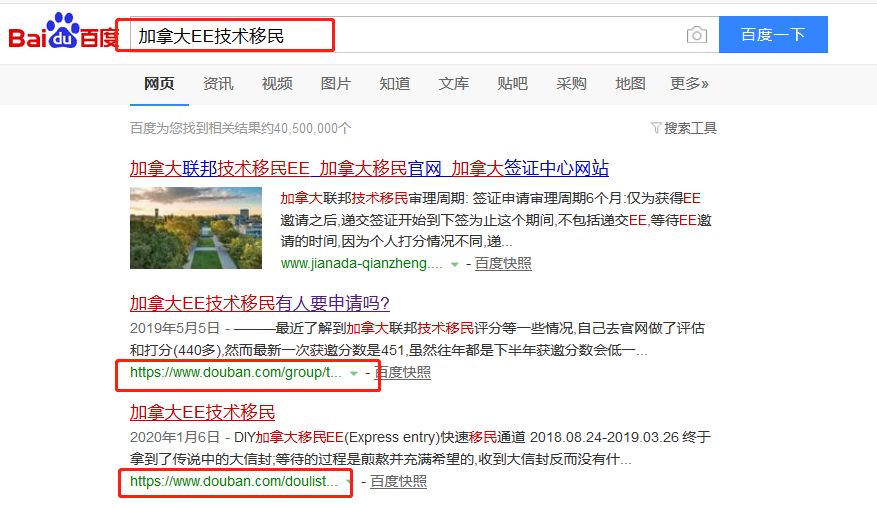 Bai du 百度 加拿大EE技术移民 百度一下
网页 资讯 视频 图片 知道 文库 贴吧 采购 地图 更多»
百度为您找到相关结果约40,500,000个 搜索工具
加拿大联邦技术移民EE_加拿大移民官网_加拿大签证中心网站
加拿大联邦技术移民审理周期: 签证申请审理周期6个月:仅为获得EE
邀请之后,递交签证开始到下签为止这个期间,不包括递交EE,等待EE邀
请的时间,因为个人打分情况不同,递...
www.jianada-qianzheng.... - 百度快照
加拿大EE技术移民有人要申请吗?
2019年5月5日 - ———最近了解到加拿大联邦技术移民评分等一些情况,自己去官网做了评估
和打分(440多),然而最新一次获邀分数是451,虽然往年都是下半年获邀分数会低一...
https://www.douban.com/group/t... - 百度快照
加拿大EE技术移民
2020年1月6日 - DIY加拿大移民EE(Express entry)快速移民通道 2018.08.24-2019.03.26 终于
拿到了传说中的大信封;等待的过程是煎熬并充满希望的,收到大信封反而没有什...
https://www.douban.com/doulist... - 百度快照